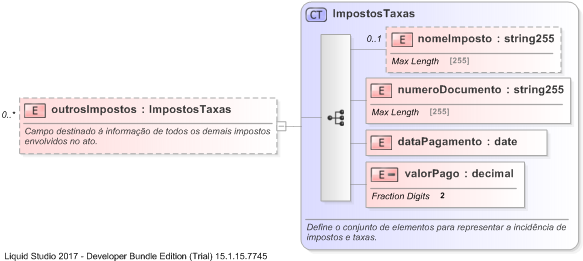 CT ImpostosTaxas
0..1
E nomeImposto : string255
Max Length [255]
E numeroDocumento : string255
Max Length [255]
0..*
E outrosImpostos : ImpostosTaxas
Campo destinado á informação de todos os demais impostos
envolvidos no ato.
E dataPagamento : date
E valorPago : decimal
Fraction Digits 2
Define o conjunto de elementos para representar a incidência de
impostos e taxas.
Liquid Studio 2017 - Developer Bundle Edition (Trial) 15.1.15.7745